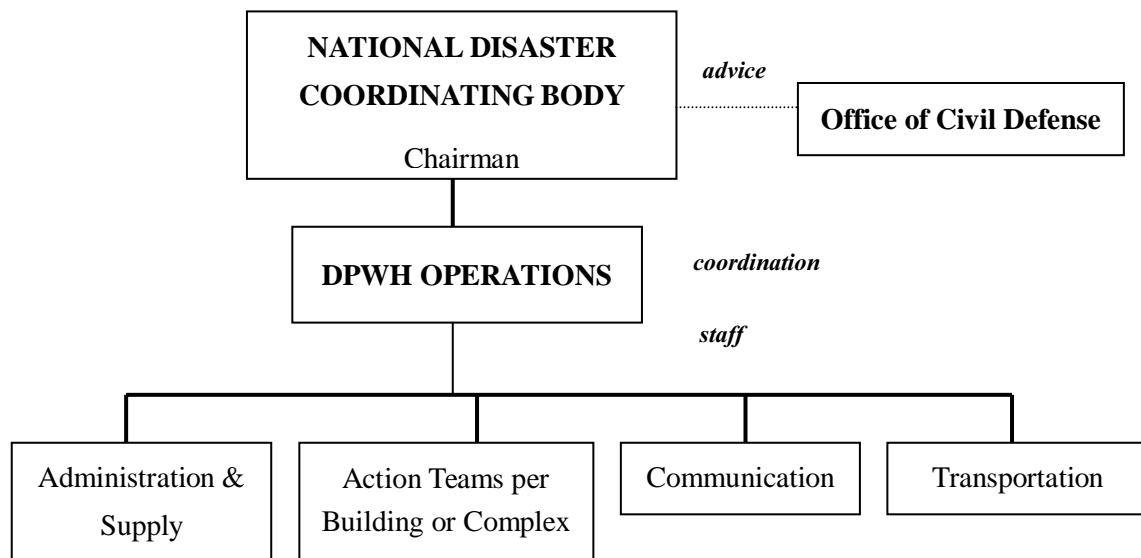 NATIONAL DISASTER
COORDINATING BODY
Chairman
advice
Office of Civil Defense
DPWH OPERATIONS
coordination
staff
Administration &
Supply
Action Teams per
Building or Complex
Communication
Transportation